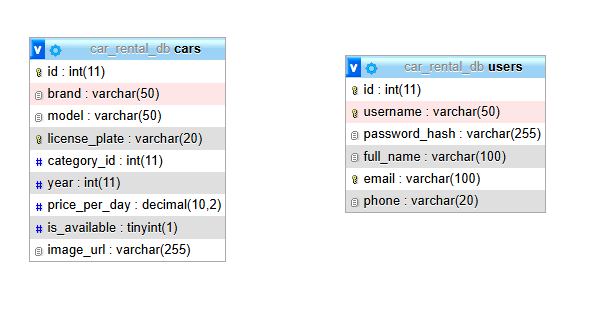 car_rental_db cars
id : int(11)
brand : varchar(50)
model : varchar(50)
license_plate : varchar(20)
category_id : int(11)
year : int(11)
price_per_day : decimal(10,2)
is_available : tinyint(1)
image_url : varchar(255)
car_rental_db users
id : int(11)
username : varchar(50)
password_hash : varchar(255)
full_name : varchar(100)
email : varchar(100)
phone : varchar(20)